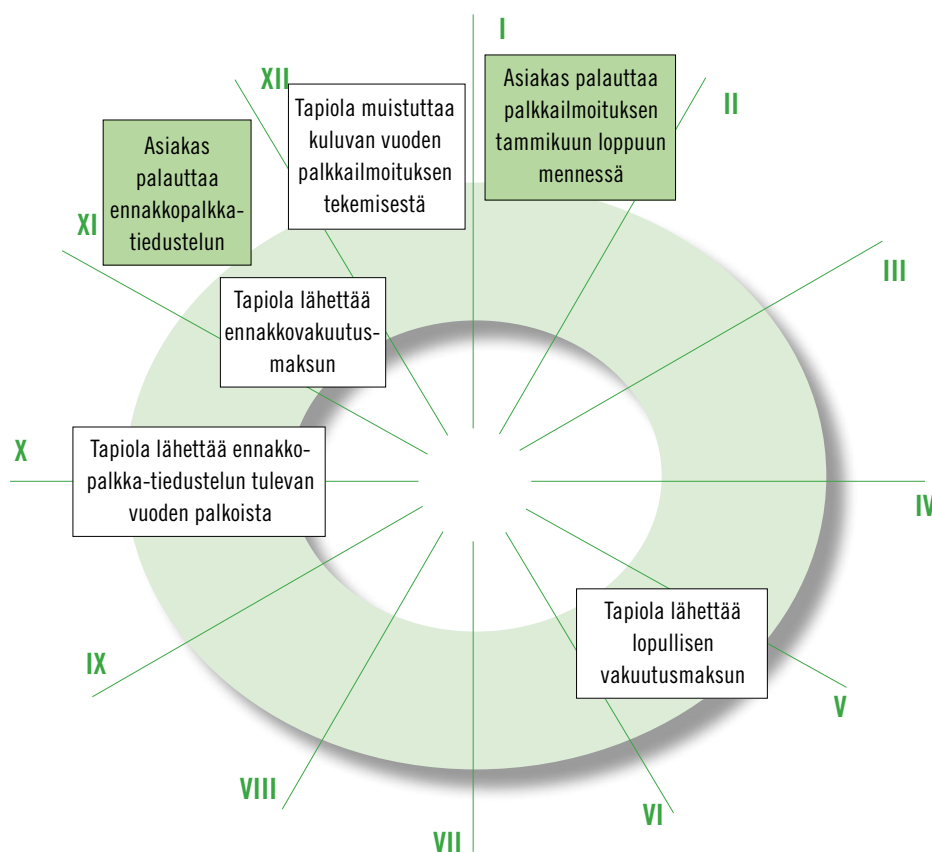 I
Asiakas palauttaa
palkkailmoituksen
tammikuun loppuun
mennessä
II
III
IV
Tapiola lähettää
lopullisen
vakuutusmaksun
V
VI
VII
VIII
IX
X
Tapiola lähettää ennakko-
palkka-tiedustelun tulevan
vuoden palkoista
XI
Asiakas
palauttaa
ennakkopalkka-
tiedustelun
Tapiola lähettää
ennakkovakuutus-
maksun
XII
Tapiola muistuttaa
kuluvan vuoden
palkkailmoituksen
tekemisestä